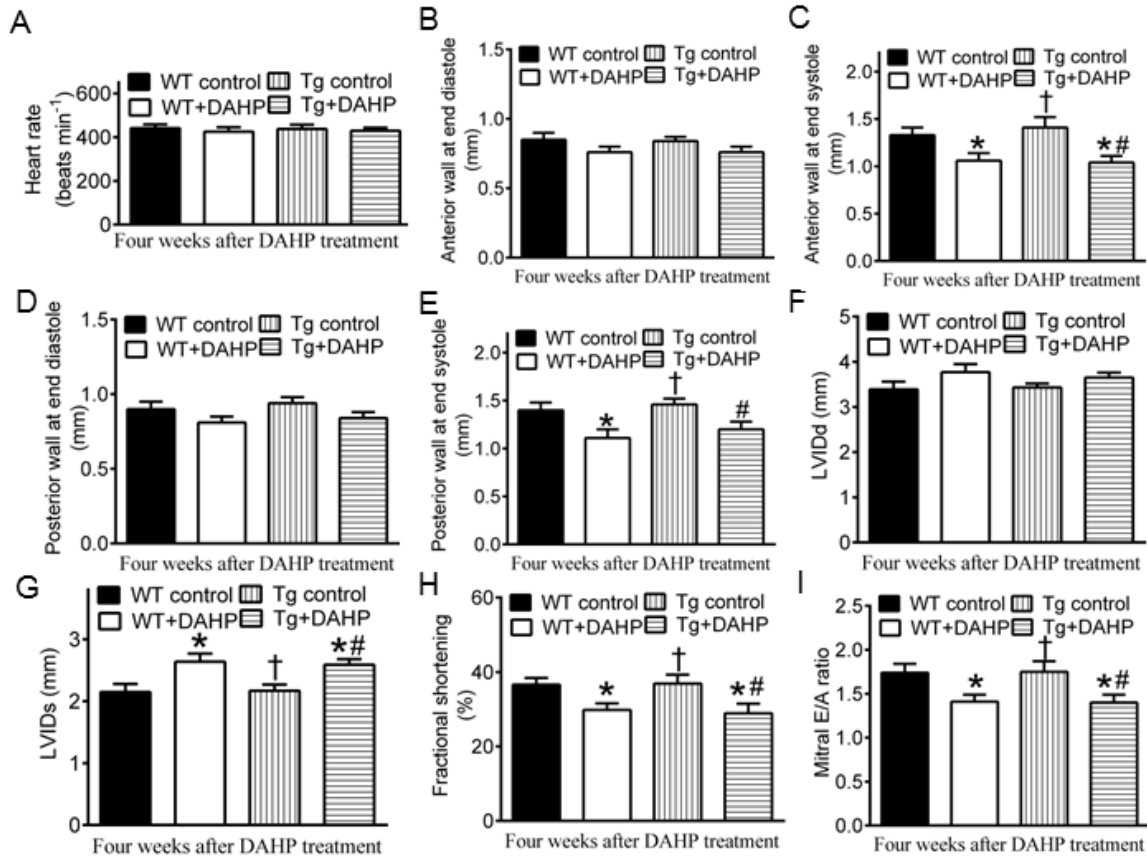 A
Heart rate
(beats min⁻¹)
WT control
Tg control
WT+DAHP
Tg+DAHP
600
400
200
0
Four weeks after DAHP treatment
B
Anterior wall at end diastole
(mm)
1.5
WT control
Tg control
WT+DAHP
Tg+DAHP
1.0
0.5
0.0
Four weeks after DAHP treatment
C
Anterior wall at end systole
(mm)
WT control
Tg control
WT+DAHP
Tg+DAHP
2.0
†
1.5
* *#
1.0
0.5
0.0
Four weeks after DAHP treatment
D
Posterior wall at end diastole
(mm)
1.5
WT control
Tg control
WT+DAHP
Tg+DAHP
1.0
0.5
0.0
Four weeks after DAHP treatment
E
Posterior wall at end systole
(mm)
WT control
Tg control
WT+DAHP
Tg+DAHP
2.0
†
1.5
* #
1.0
0.5
0.0
Four weeks after DAHP treatment
F
LVIDd (mm)
5
WT control
Tg control
WT+DAHP
Tg+DAHP
4
3
2
1
0
Four weeks after DAHP treatment
G
LVIDs (mm)
WT control
Tg control
WT+DAHP
Tg+DAHP
3
* † *#
2
1
0
Four weeks after DAHP treatment
H
Fractional shortening
(%)
60
WT control
Tg control
WT+DAHP
Tg+DAHP
40
* † *#
20
0
Four weeks after DAHP treatment
I
Mitral E/A ratio
2.5
WT control
Tg control
WT+DAHP
Tg+DAHP
2.0
* † *#
1.5
1.0
0.5
0.0
Four weeks after DAHP treatment